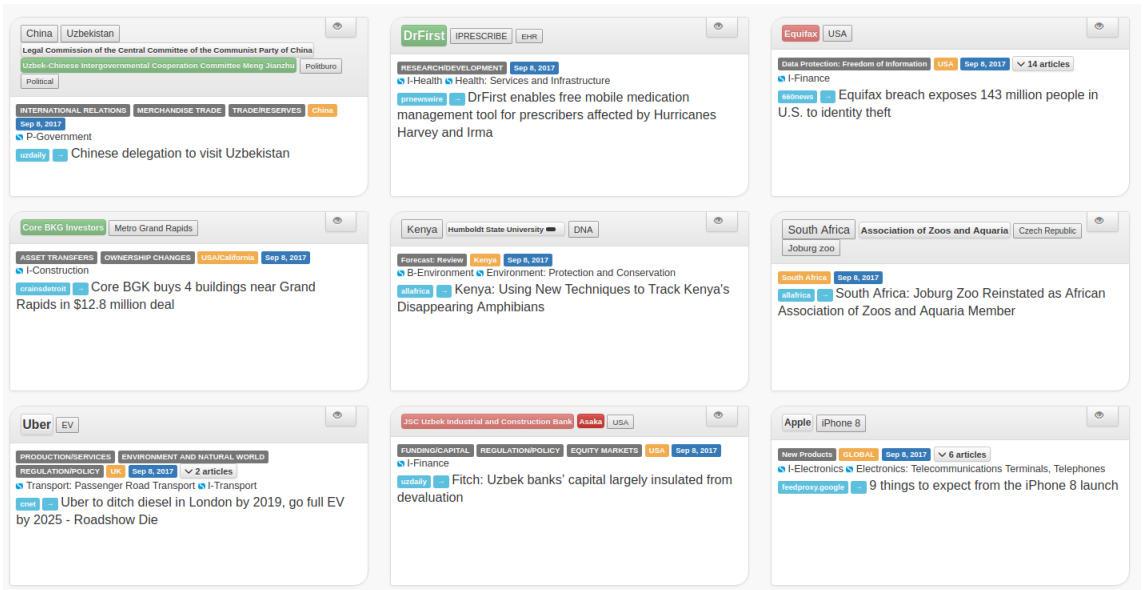 China Uzbekistan
Legal Commission of the Central Committee of the Communist Party of China
Uzbek-Chinese Intergovernmental Cooperation Committee Meng Jianzhu Politburo
Political
INTERNATIONAL RELATIONS MERCHANDISE TRADE TRADE/RESERVES China
Sep 8, 2017
P-Government
uzdaily → Chinese delegation to visit Uzbekistan
DrFirst IPRESCRIBE EHR
RESEARCH/DEVELOPMENT Sep 8, 2017
I-Health Health: Services and Infrastructure
prnewswire → DrFirst enables free mobile medication
management tool for prescribers affected by Hurricanes
Harvey and Irma
Equifax USA
Data Protection: Freedom of Information USA Sep 8, 2017 14 articles
I-Finance
660news → Equifax breach exposes 143 million people in
U.S. to identity theft
Core BKG Investors Metro Grand Rapids
ASSET TRANSFERS OWNERSHIP CHANGES USA/California Sep 8, 2017
I-Construction
crainsdetroit → Core BGK buys 4 buildings near Grand
Rapids in $12.8 million deal
Kenya Humboldt State University DNA
Forecast: Review Kenya Sep 8, 2017
B-Environment Environment: Protection and Conservation
allafrica → Kenya: Using New Techniques to Track Kenya's
Disappearing Amphibians
South Africa Association of Zoos and Aquaria Czech Republic
Joburg zoo
South Africa Sep 8, 2017
allafrica → South Africa: Joburg Zoo Reinstated as African
Association of Zoos and Aquaria Member
Uber EV
PRODUCTION/SERVICES ENVIRONMENT AND NATURAL WORLD
REGULATION/POLICY UK Sep 8, 2017 2 articles
Transport: Passenger Road Transport I-Transport
cnet → Uber to ditch diesel in London by 2019, go full EV
by 2025 - Roadshow Die
JSC Uzbek Industrial and Construction Bank Asaka USA
FUNDING/CAPITAL REGULATION/POLICY EQUITY MARKETS USA Sep 8, 2017
I-Finance
uzdaily → Fitch: Uzbek banks' capital largely insulated from
devaluation
Apple iPhone 8
New Products GLOBAL Sep 8, 2017 6 articles
I-Electronics Electronics: Telecommunications Terminals, Telephones
feedproxy.google → 9 things to expect from the iPhone 8 launch